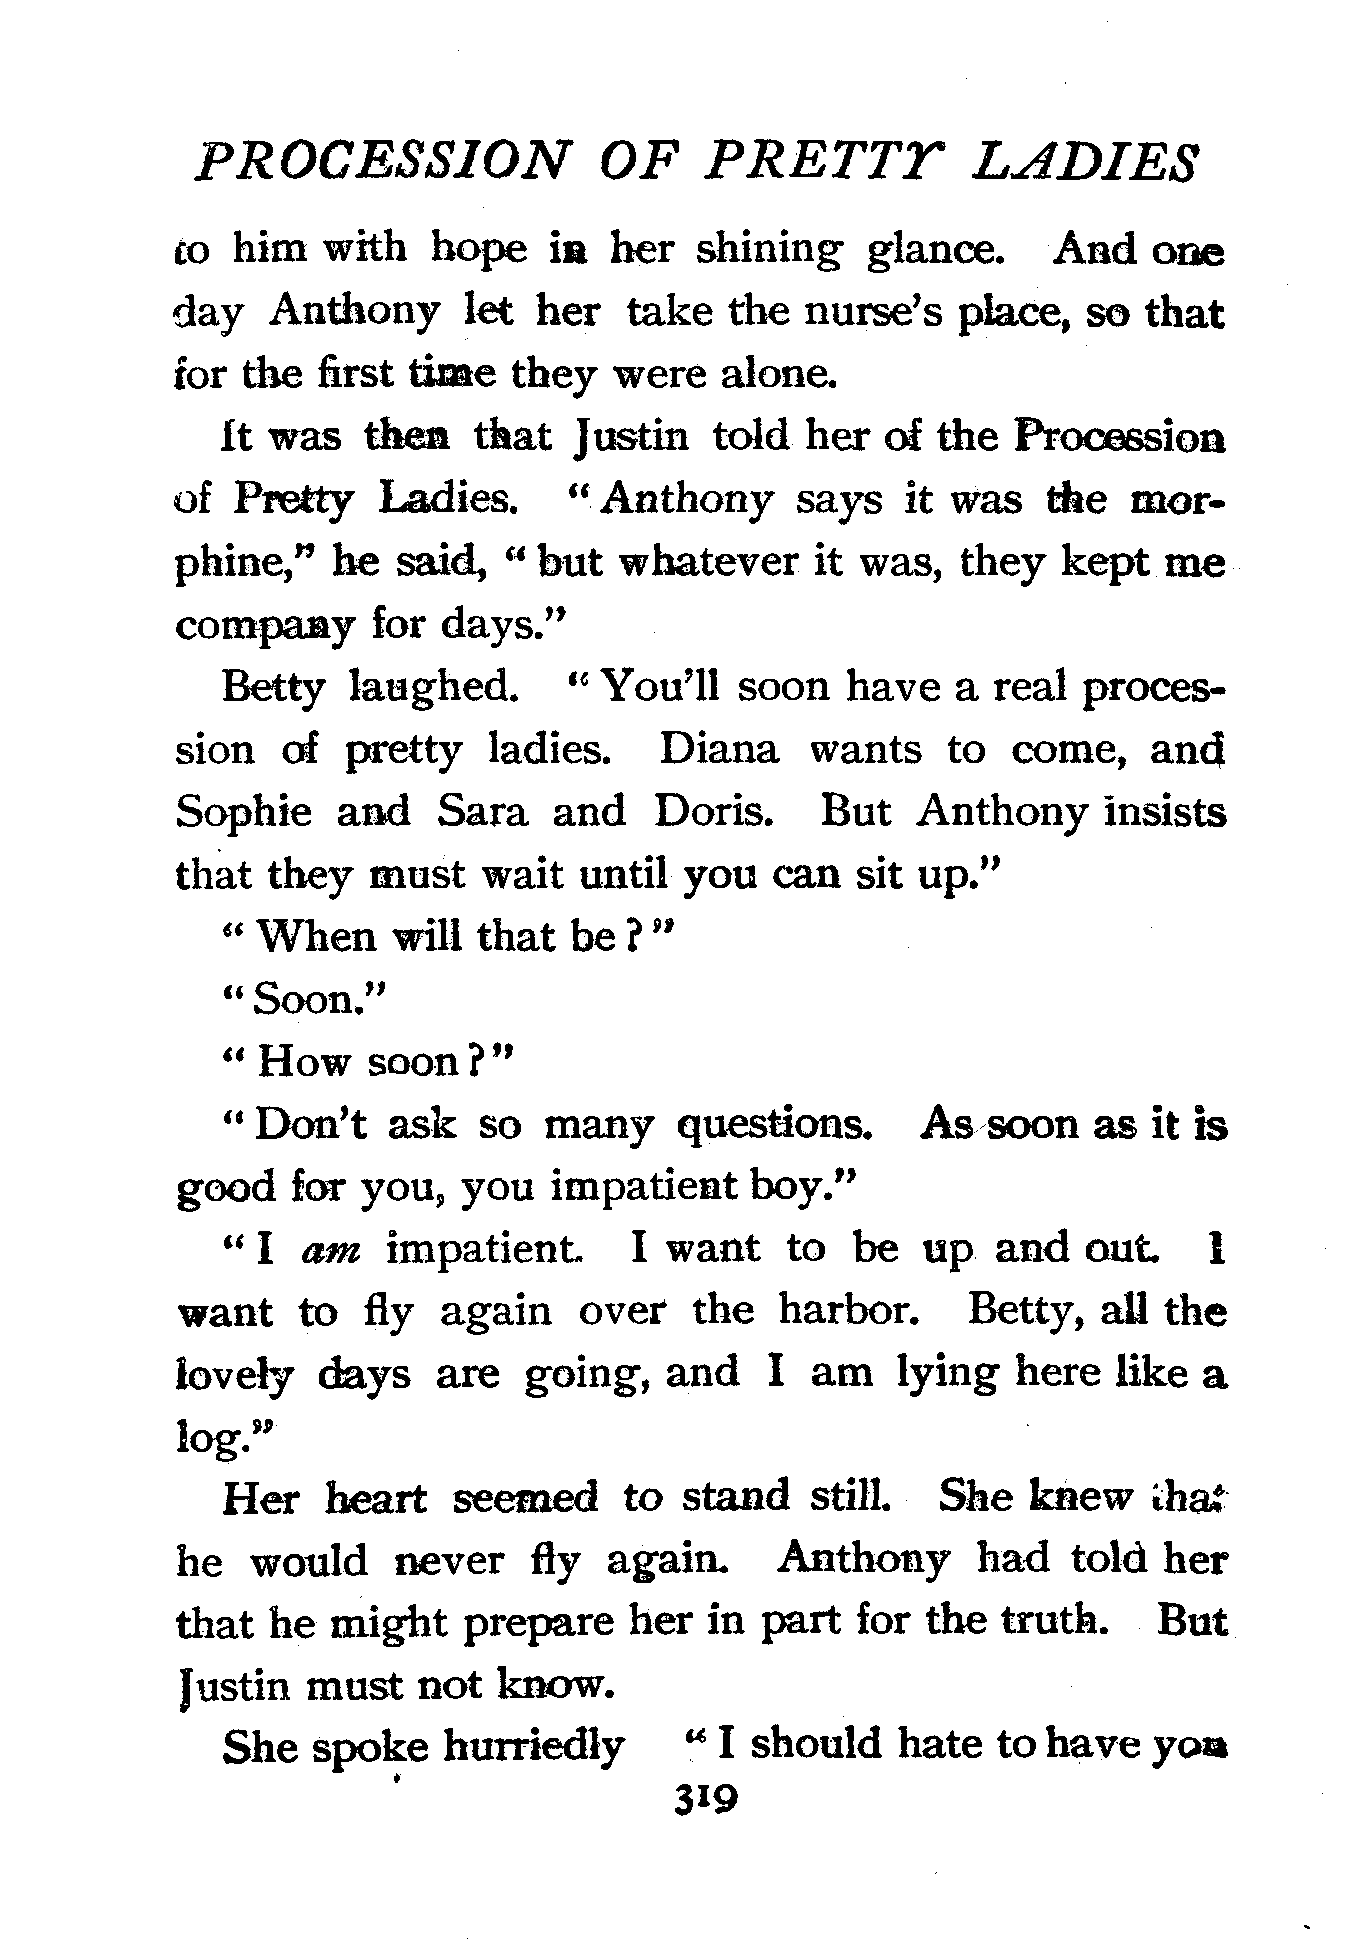 PROCESSION OF PRETTY LADIES
to him with hope in her shining glance. And one
day Anthony let her take the nurse's place, so that
for the first time they were alone.
It was then that Justin told her of the Procession
of Pretty Ladies. "Anthony says it was the mor-
phine," he said, "but whatever it was, they kept me
company for days."
Betty laughed. "You'll soon have a real proces-
sion of pretty ladies. Diana wants to come, and
Sophie and Sara and Doris. But Anthony insists
that they must wait until you can sit up."
"When will that be?"
"Soon."
"How soon?"
"Don't ask so many questions. As soon as it is
good for you, you impatient boy."
"I am impatient. I want to be up and out. I
want to fly again over the harbor. Betty, all the
lovely days are going, and I am lying here like a
log."
Her heart seemed to stand still. She knew that
he would never fly again. Anthony had told her
that he might prepare her in part for the truth. But
Justin must not know.
She spoke hurriedly "I should hate to have you
319